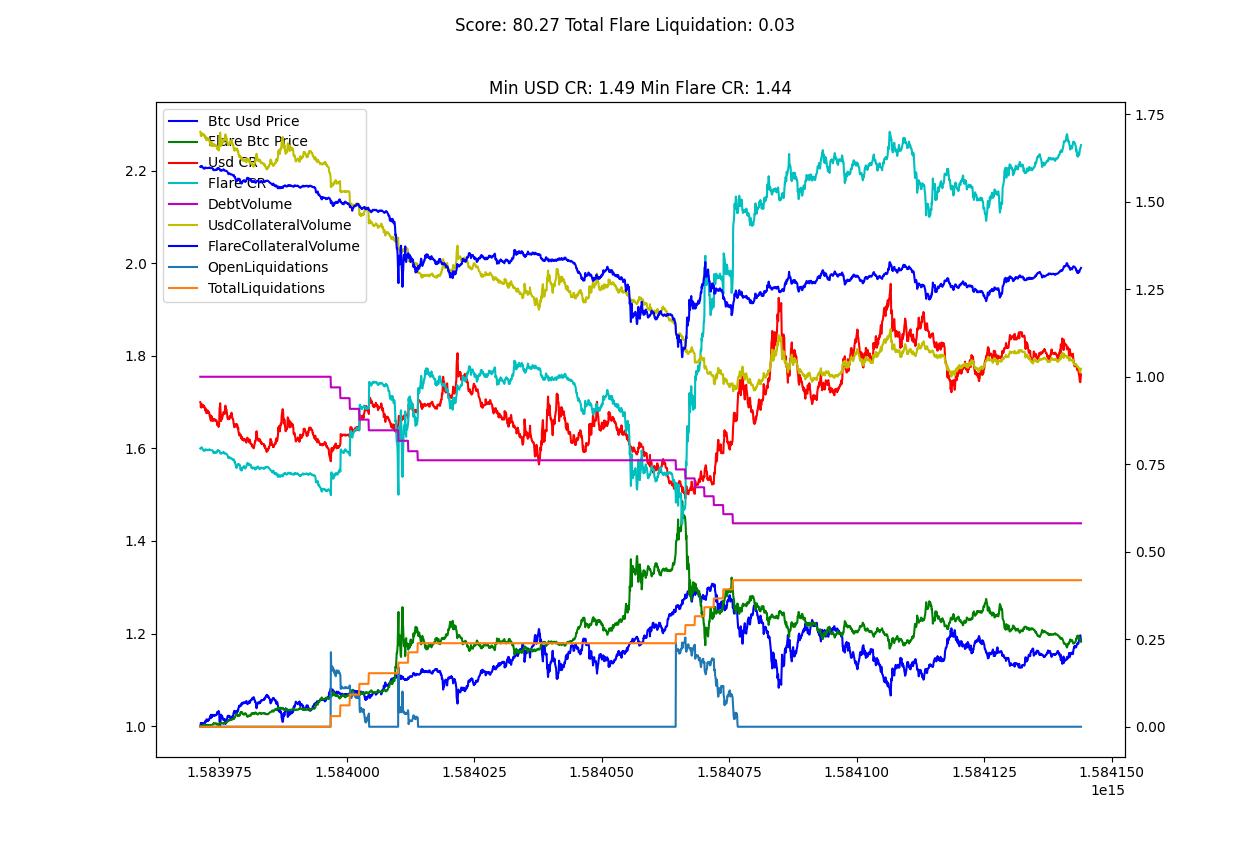 Score: 80.27 Total Flare Liquidation: 0.03
Min USD CR: 1.49 Min Flare CR: 1.44
Btc Usd Price
Flare Btc Price
Usd CR
Flare CR
DebtVolume
UsdCollateralVolume
FlareCollateralVolume
OpenLiquidations
TotalLiquidations
2.2
2.0
1.8
1.6
1.4
1.2
1.0
1.75
1.50
1.25
1.00
0.75
0.50
0.25
0.00
1.583975 1.584000 1.584025 1.584050 1.584075 1.584100 1.584125 1.584150
1e15